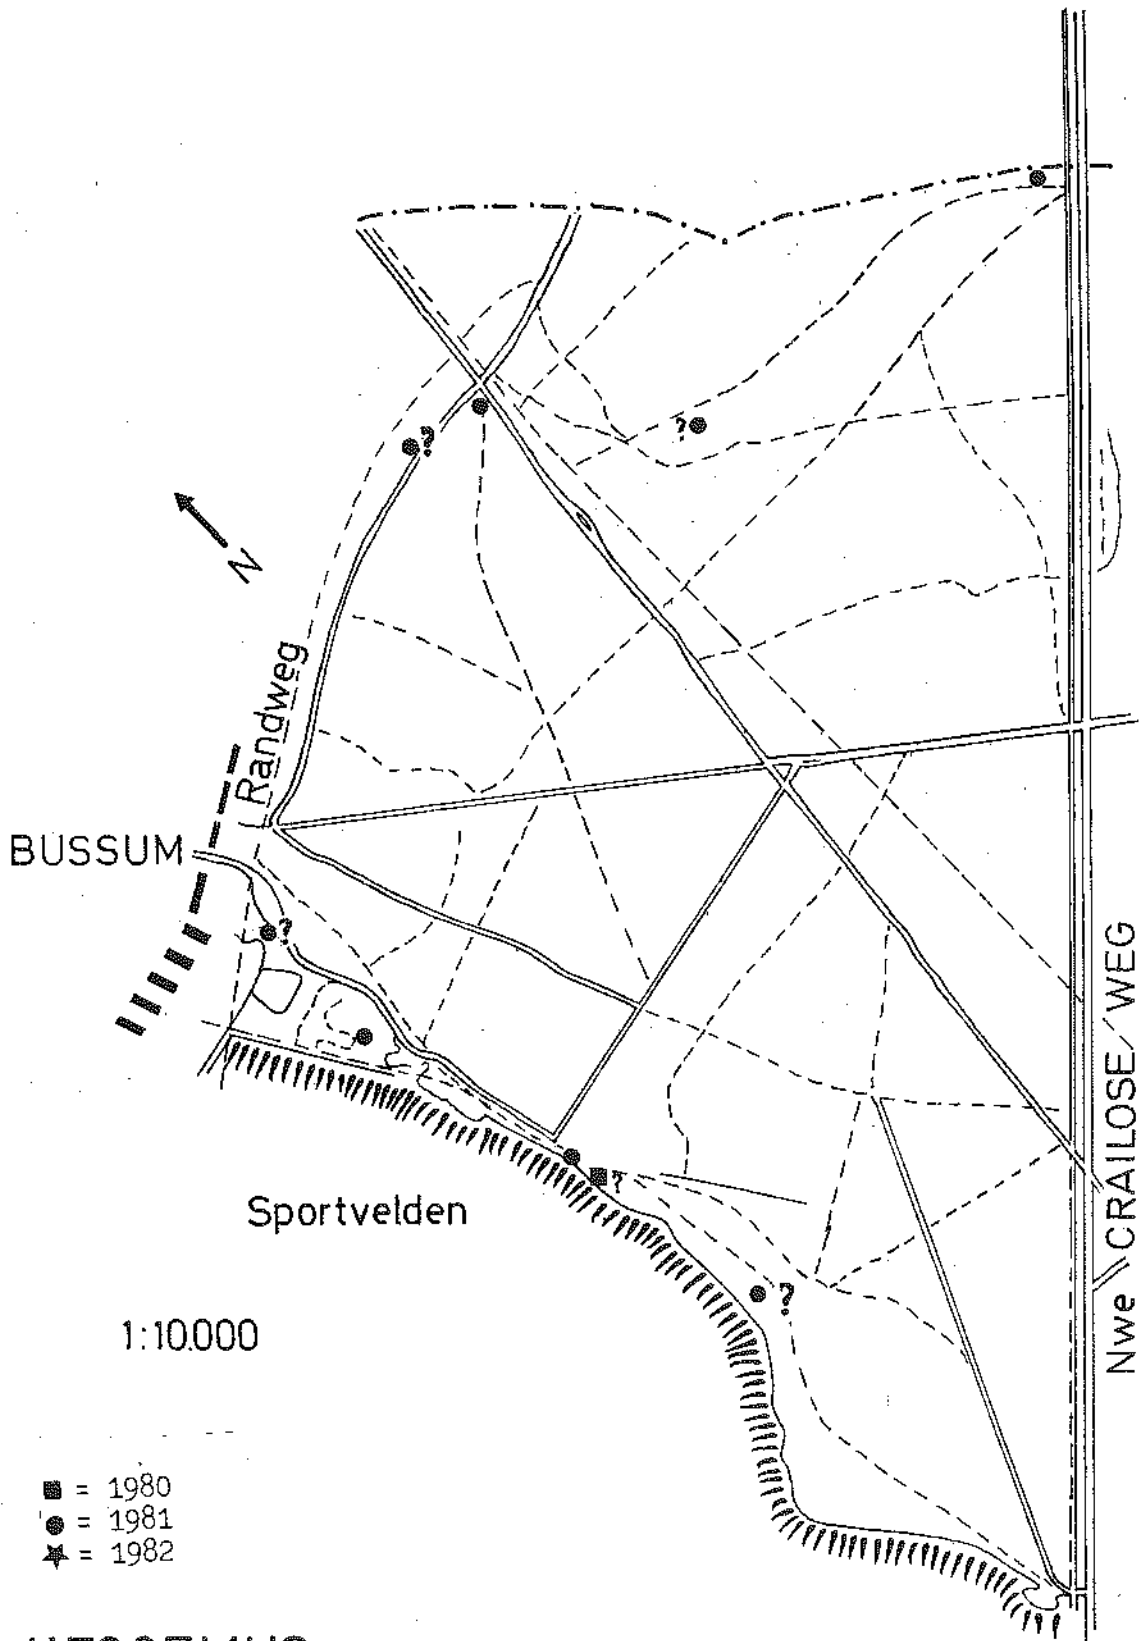 ?
?
N
Randweg
BUSSUM
?
Nwe CRAILOSE WEG
?
Sportvelden
?
1:10.000
■ = 1980
● = 1981
★ = 1982